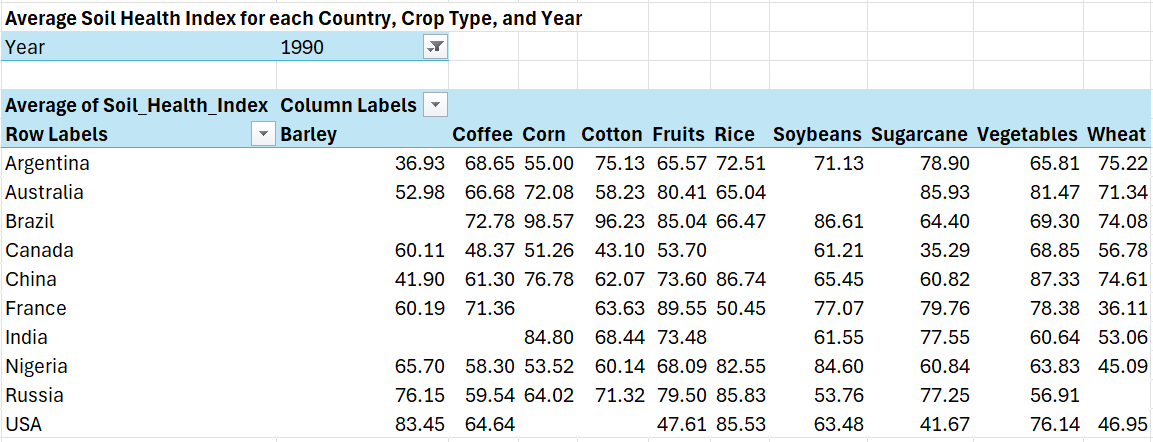 Average Soil Health Index for each Country, Crop Type, and Year
Year 1990
Average of Soil_Health_Index Column Labels
Row Labels Barley Coffee Corn Cotton Fruits Rice Soybeans Sugarcane Vegetables Wheat
Argentina 36.93 68.65 55.00 75.13 65.57 72.51 71.13 78.90 65.81 75.22
Australia 52.98 66.68 72.08 58.23 80.41 65.04 85.93 81.47 71.34
Brazil 72.78 98.57 96.23 85.04 66.47 86.61 64.40 69.30 74.08
Canada 60.11 48.37 51.26 43.10 53.70 61.21 35.29 68.85 56.78
China 41.90 61.30 76.78 62.07 73.60 86.74 65.45 60.82 87.33 74.61
France 60.19 71.36 63.63 89.55 50.45 77.07 79.76 78.38 36.11
India 84.80 68.44 73.48 61.55 77.55 60.64 53.06
Nigeria 65.70 58.30 53.52 60.14 68.09 82.55 84.60 60.84 63.83 45.09
Russia 76.15 59.54 64.02 71.32 79.50 85.83 53.76 77.25 56.91
USA 83.45 64.64 47.61 85.53 63.48 41.67 76.14 46.95